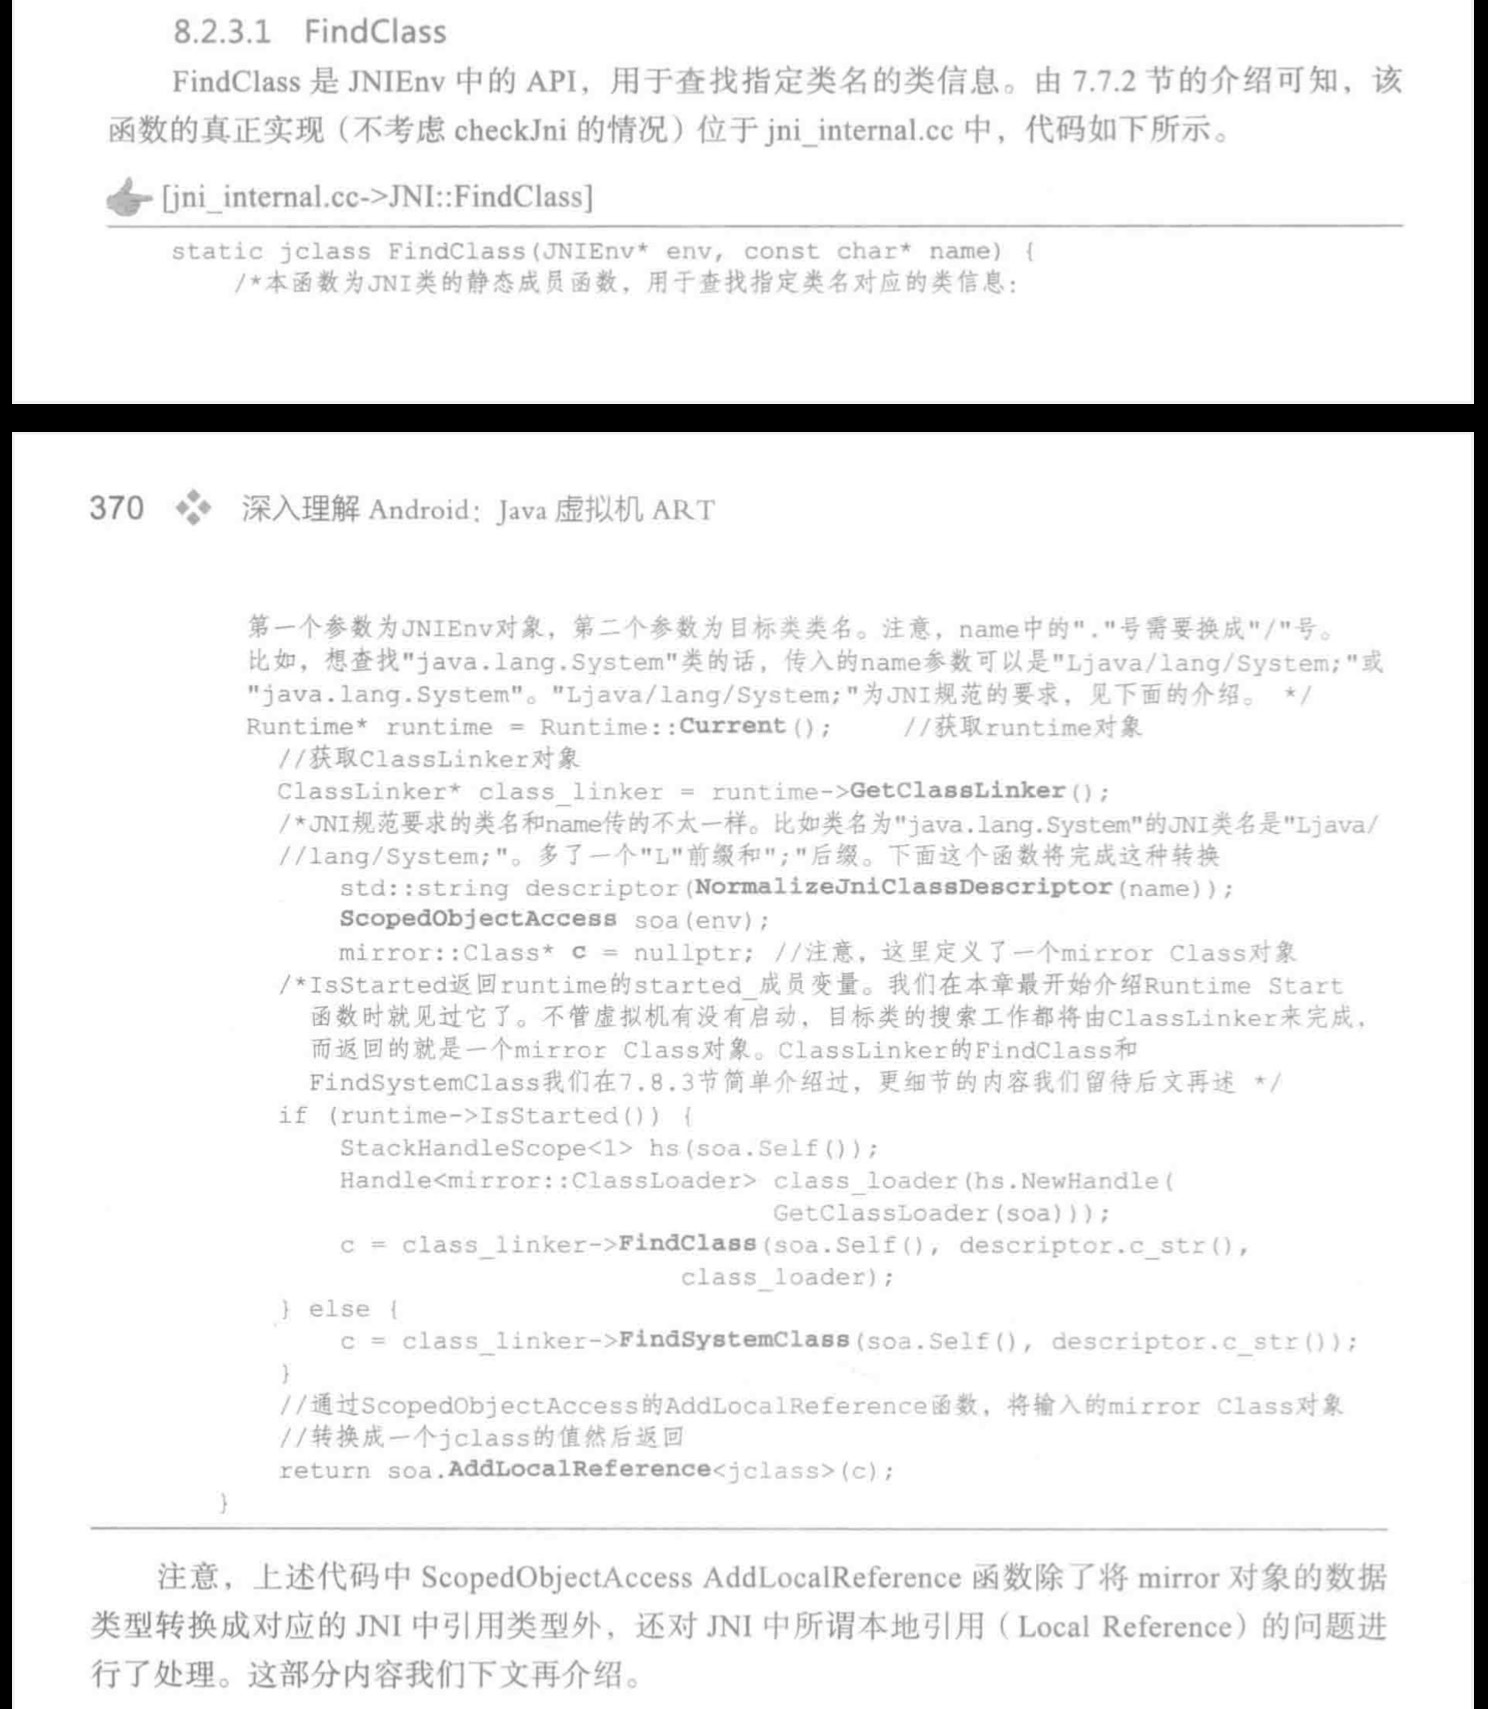 8.2.3.1 FindClass
FindClass 是 JNIEnv 中的 API，用于查找指定类名的类信息。由 7.7.2 节的介绍可知，该
函数的真正实现（不考虑 checkJni 的情况）位于 jni_internal.cc 中，代码如下所示。
[jni_internal.cc->JNI::FindClass]
static jclass FindClass(JNIEnv* env, const char* name) {
/*本函数为JNI类的静态成员函数，用于查找指定类名对应的类信息：
370 深入理解 Android：Java 虚拟机 ART
第一个参数为JNIEnv对象，第二个参数为目标类类名。注意，name中的"."号需要换成"/"号。
比如，想查找"java.lang.System"类的话，传入的name参数可以是"Ljava/lang/System;"或
"java.lang.System"。"Ljava/lang/System;"为JNI规范的要求，见下面的介绍。 */
Runtime* runtime = Runtime::Current(); //获取runtime对象
//获取ClassLinker对象
ClassLinker* class_linker = runtime->GetClassLinker();
/*JNI规范要求的类名和name传的不太一样。比如类名为"java.lang.System"的JNI类名是"Ljava/
//lang/System;"。多了一个"L"前缀和";"后缀。下面这个函数将完成这种转换
std::string descriptor(NormalizeJniClassDescriptor(name));
ScopedObjectAccess soa(env);
mirror::Class* c = nullptr; //注意，这里定义了一个mirror Class对象
/*IsStarted返回runtime的started_成员变量。我们在本章最开始介绍Runtime Start
函数时就见过它了。不管虚拟机有没有启动，目标类的搜索工作都将由ClassLinker来完成，
而返回的就是一个mirror Class对象。ClassLinker的FindClass和
FindSystemClass我们在7.8.3节简单介绍过，更细节的内容我们留待后文再述 */
if (runtime->IsStarted()) {
StackHandleScope<1> hs(soa.Self());
Handle<mirror::ClassLoader> class_loader(hs.NewHandle(
GetClassLoader(soa)));
c = class_linker->FindClass(soa.Self(), descriptor.c_str(),
class_loader);
} else {
c = class_linker->FindSystemClass(soa.Self(), descriptor.c_str());
}
//通过ScopedObjectAccess的AddLocalReference函数，将输入的mirror Class对象
//转换成一个jclass的值然后返回
return soa.AddLocalReference<jclass>(c);
}
注意，上述代码中 ScopedObjectAccess AddLocalReference 函数除了将 mirror 对象的数据
类型转换成对应的 JNI 中引用类型外，还对 JNI 中所谓本地引用（Local Reference）的问题进
行了处理。这部分内容我们下文再介绍。